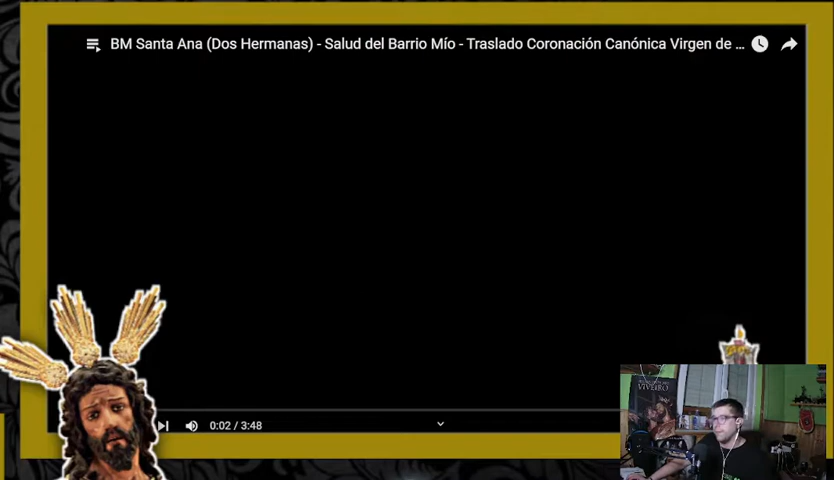 BM Santa Ana (Dos Hermanas) - Salud del Barrio Mío - Traslado Coronación Canónica Virgen de ...
VIVEIRO
0:02 / 3:48